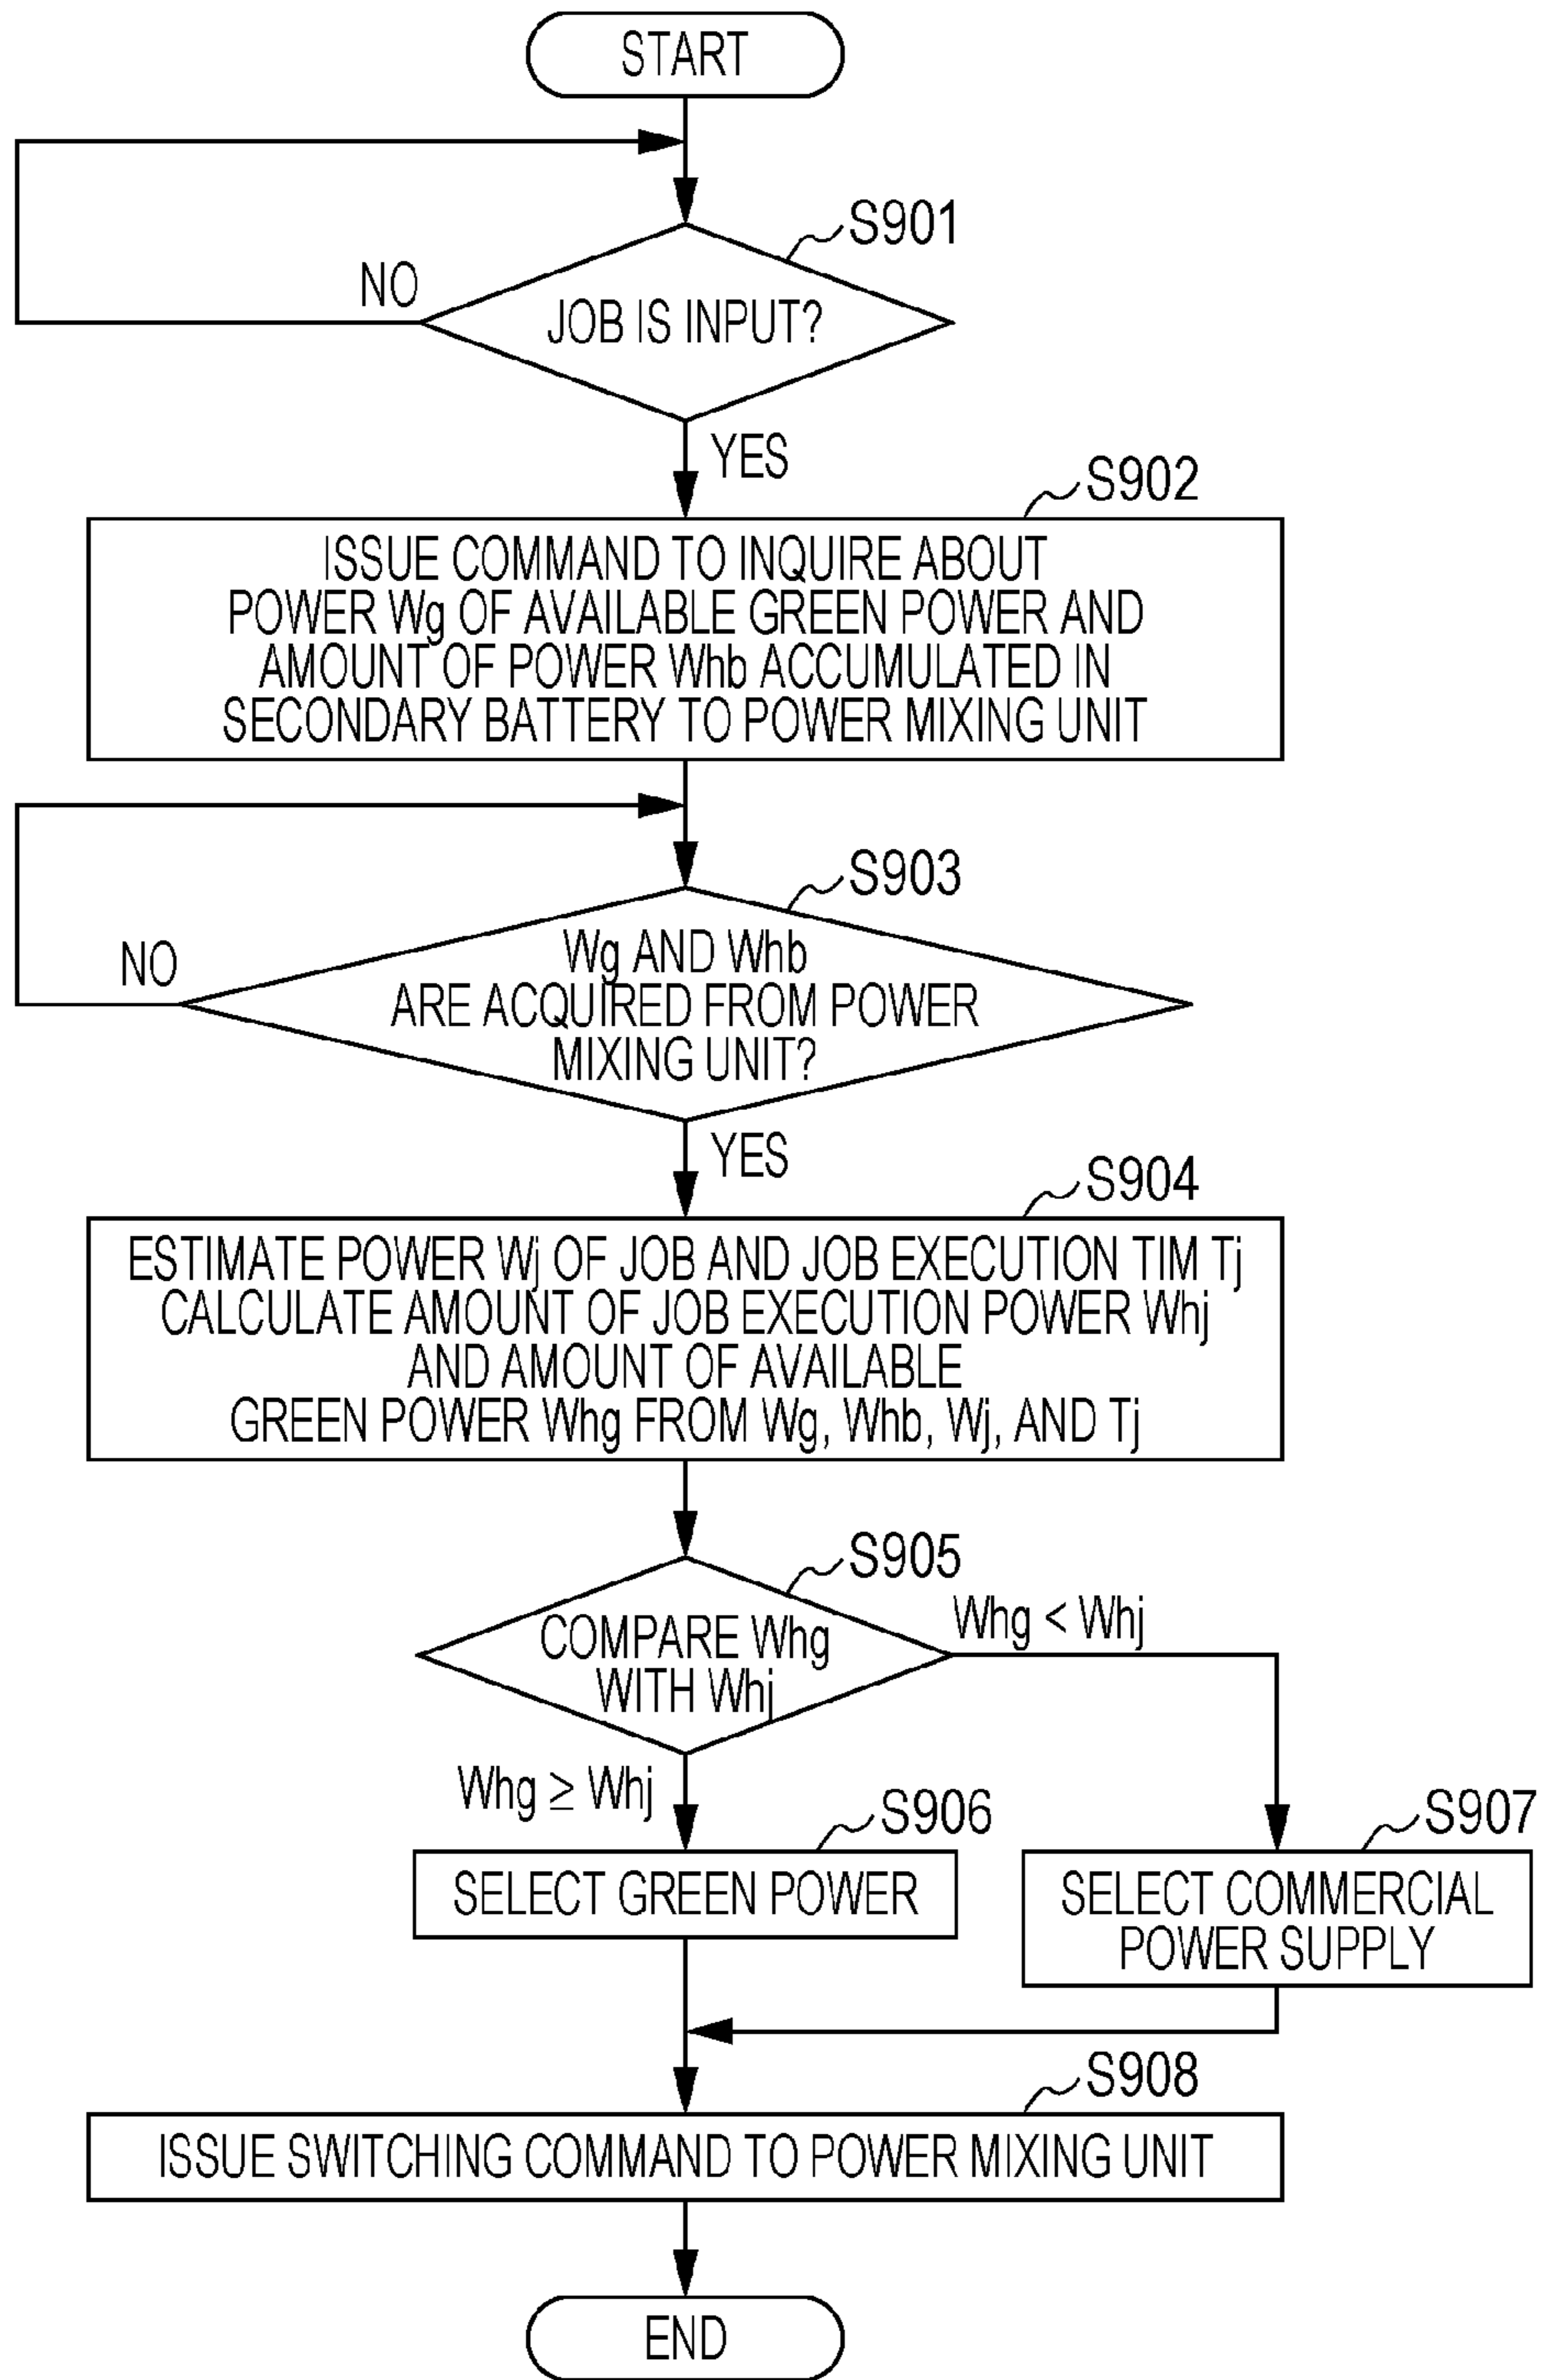 START
S901
NO
JOB IS INPUT?
YES
S902
ISSUE COMMAND TO INQUIRE ABOUT
POWER Wg OF AVAILABLE GREEN POWER AND
AMOUNT OF POWER Whb ACCUMULATED IN
SECONDARY BATTERY TO POWER MIXING UNIT
S903
NO
Wg AND Whb
ARE ACQUIRED FROM POWER
MIXING UNIT?
YES
S904
ESTIMATE POWER Wj OF JOB AND JOB EXECUTION TIM Tj
CALCULATE AMOUNT OF JOB EXECUTION POWER Whj
AND AMOUNT OF AVAILABLE
GREEN POWER Whg FROM Wg, Whb, Wj, AND Tj
S905
Whg < Whj
COMPARE Whg
WITH Whj
Whg ≥ Whj
S906
S907
SELECT GREEN POWER
SELECT COMMERCIAL
POWER SUPPLY
S908
ISSUE SWITCHING COMMAND TO POWER MIXING UNIT
END